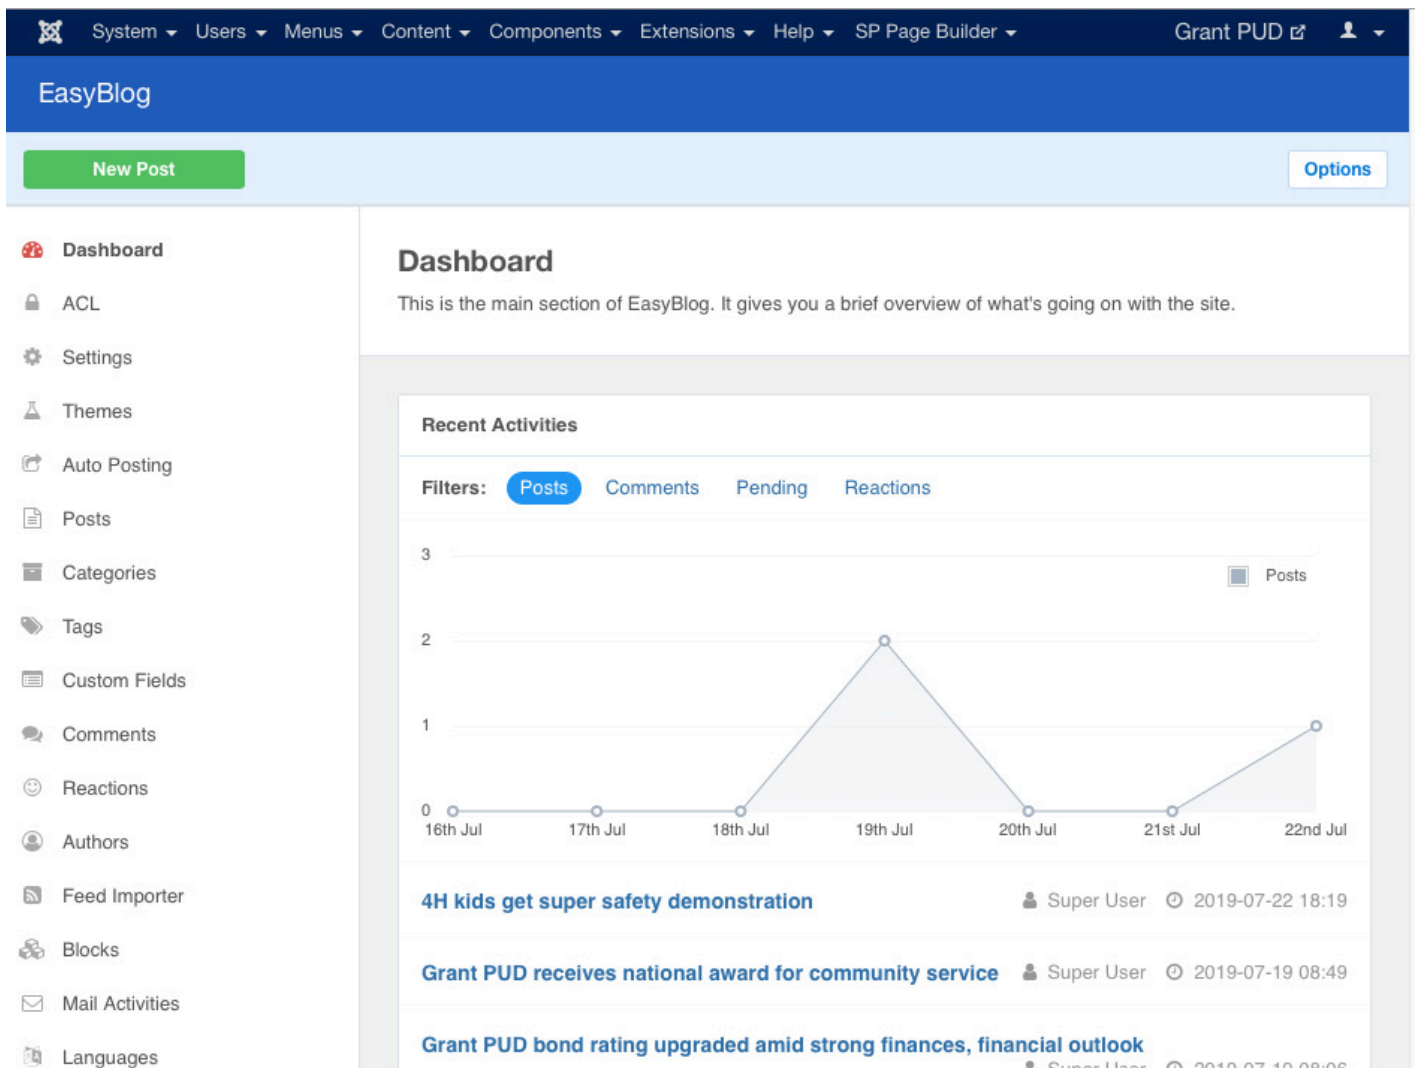 System Users Menus Content Components Extensions Help SP Page Builder Grant PUD
EasyBlog
New Post Options
Dashboard
ACL
Settings
Themes
Auto Posting
Posts
Categories
Tags
Custom Fields
Comments
Reactions
Authors
Feed Importer
Blocks
Mail Activities
Languages
Dashboard
This is the main section of EasyBlog. It gives you a brief overview of what's going on with the site.
Recent Activities
Filters: Posts Comments Pending Reactions
3
Posts
2
1
0
16th Jul 17th Jul 18th Jul 19th Jul 20th Jul 21st Jul 22nd Jul
4H kids get super safety demonstration Super User 2019-07-22 18:19
Grant PUD receives national award for community service Super User 2019-07-19 08:49
Grant PUD bond rating upgraded amid strong finances, financial outlook
Super User